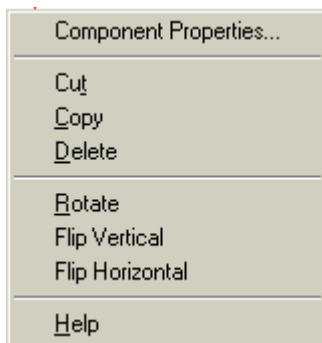 Component Properties...
Cut
Copy
Delete
Rotate
Flip Vertical
Flip Horizontal
Help